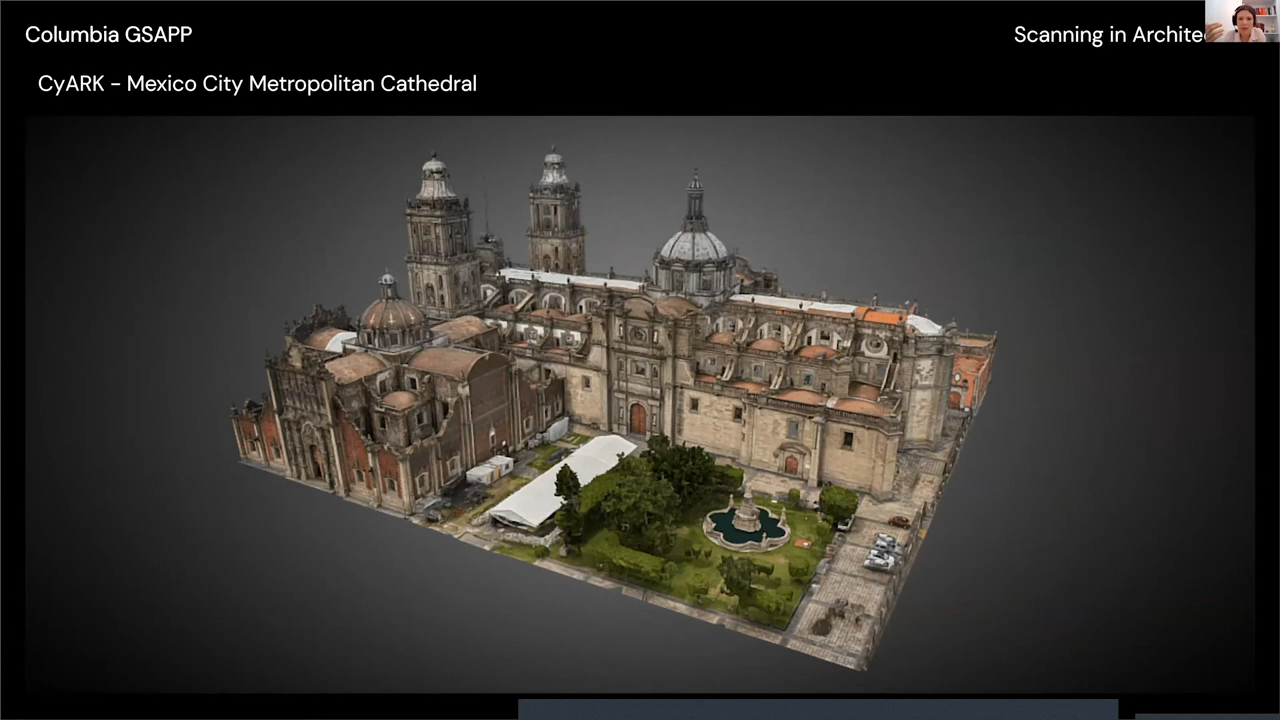 Columbia GSAPP
Scanning in Archite
CyARK - Mexico City Metropolitan Cathedral